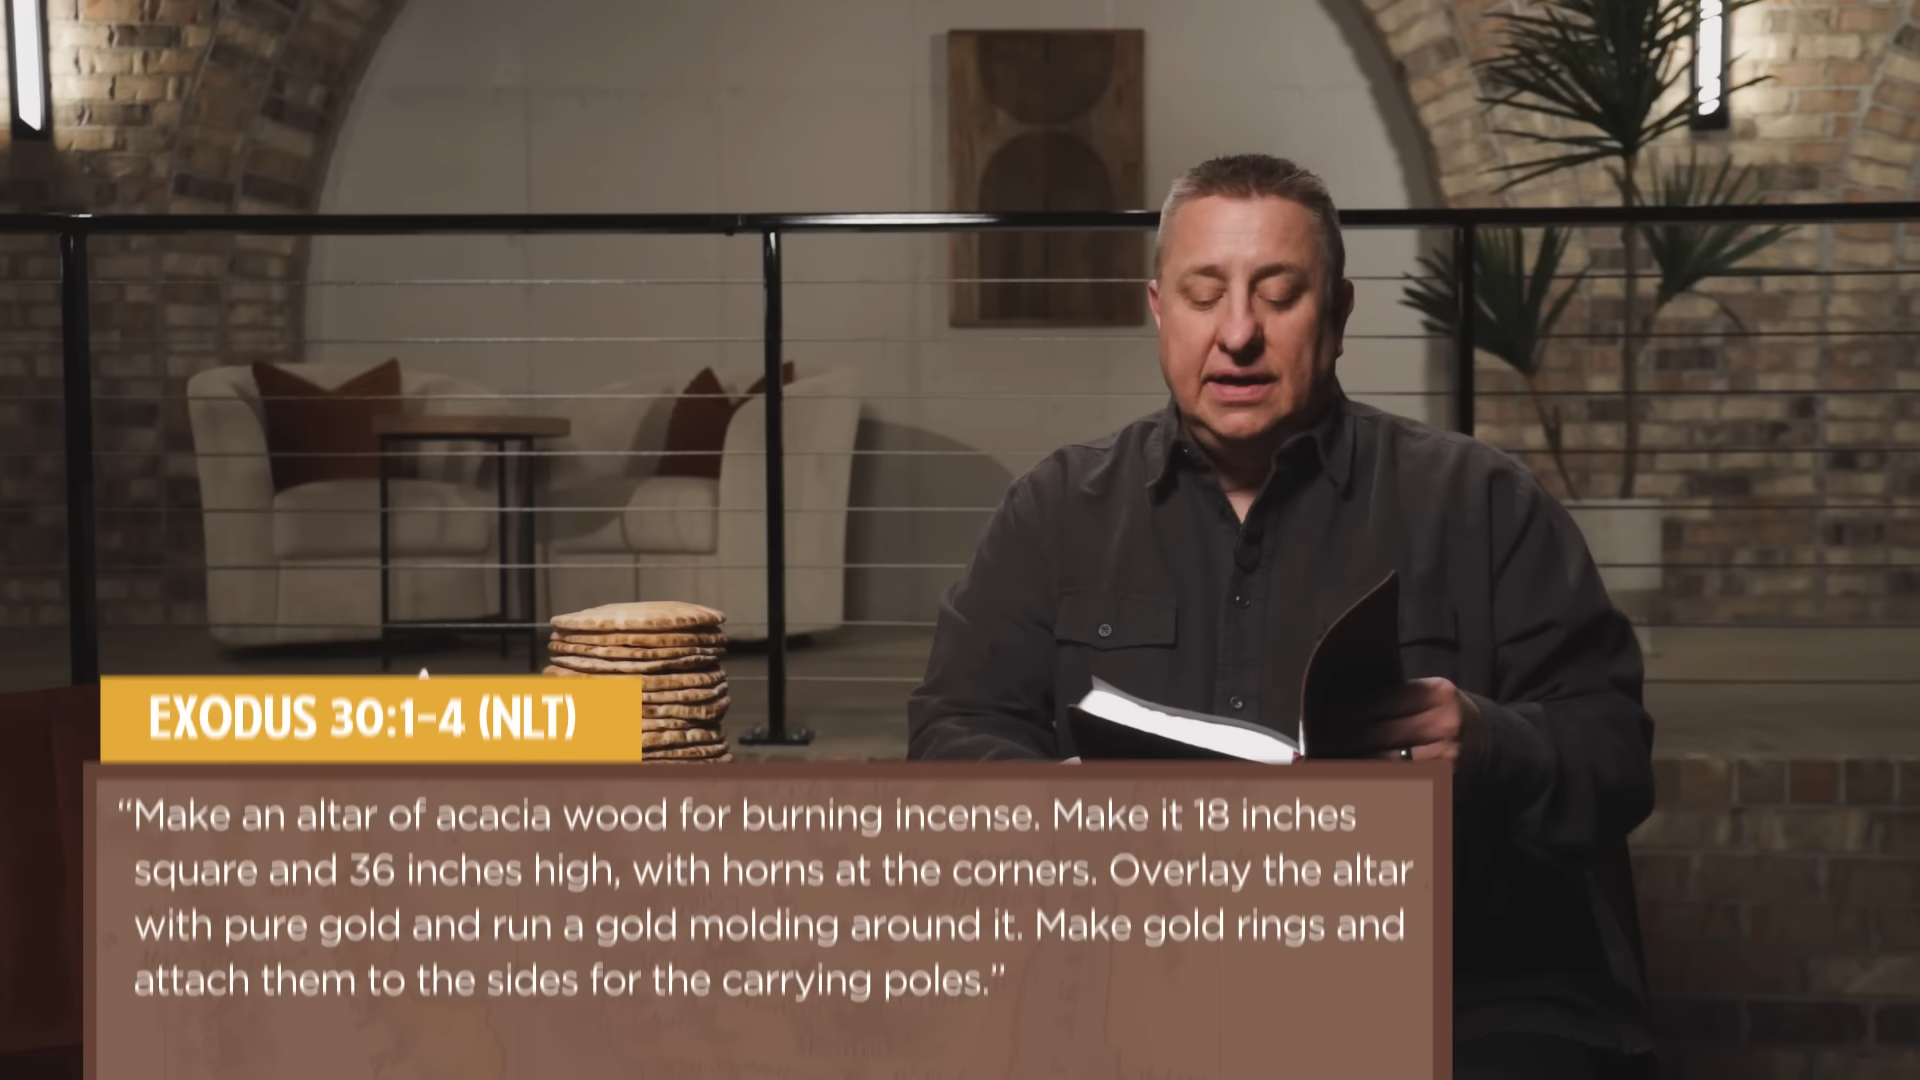 EXODUS 30:1-4 (NLT)
“Make an altar of acacia wood for burning incense. Make it 18 inches
square and 36 inches high, with horns at the corners. Overlay the altar
with pure gold and run a gold molding around it. Make gold rings and
attach them to the sides for the carrying poles.”